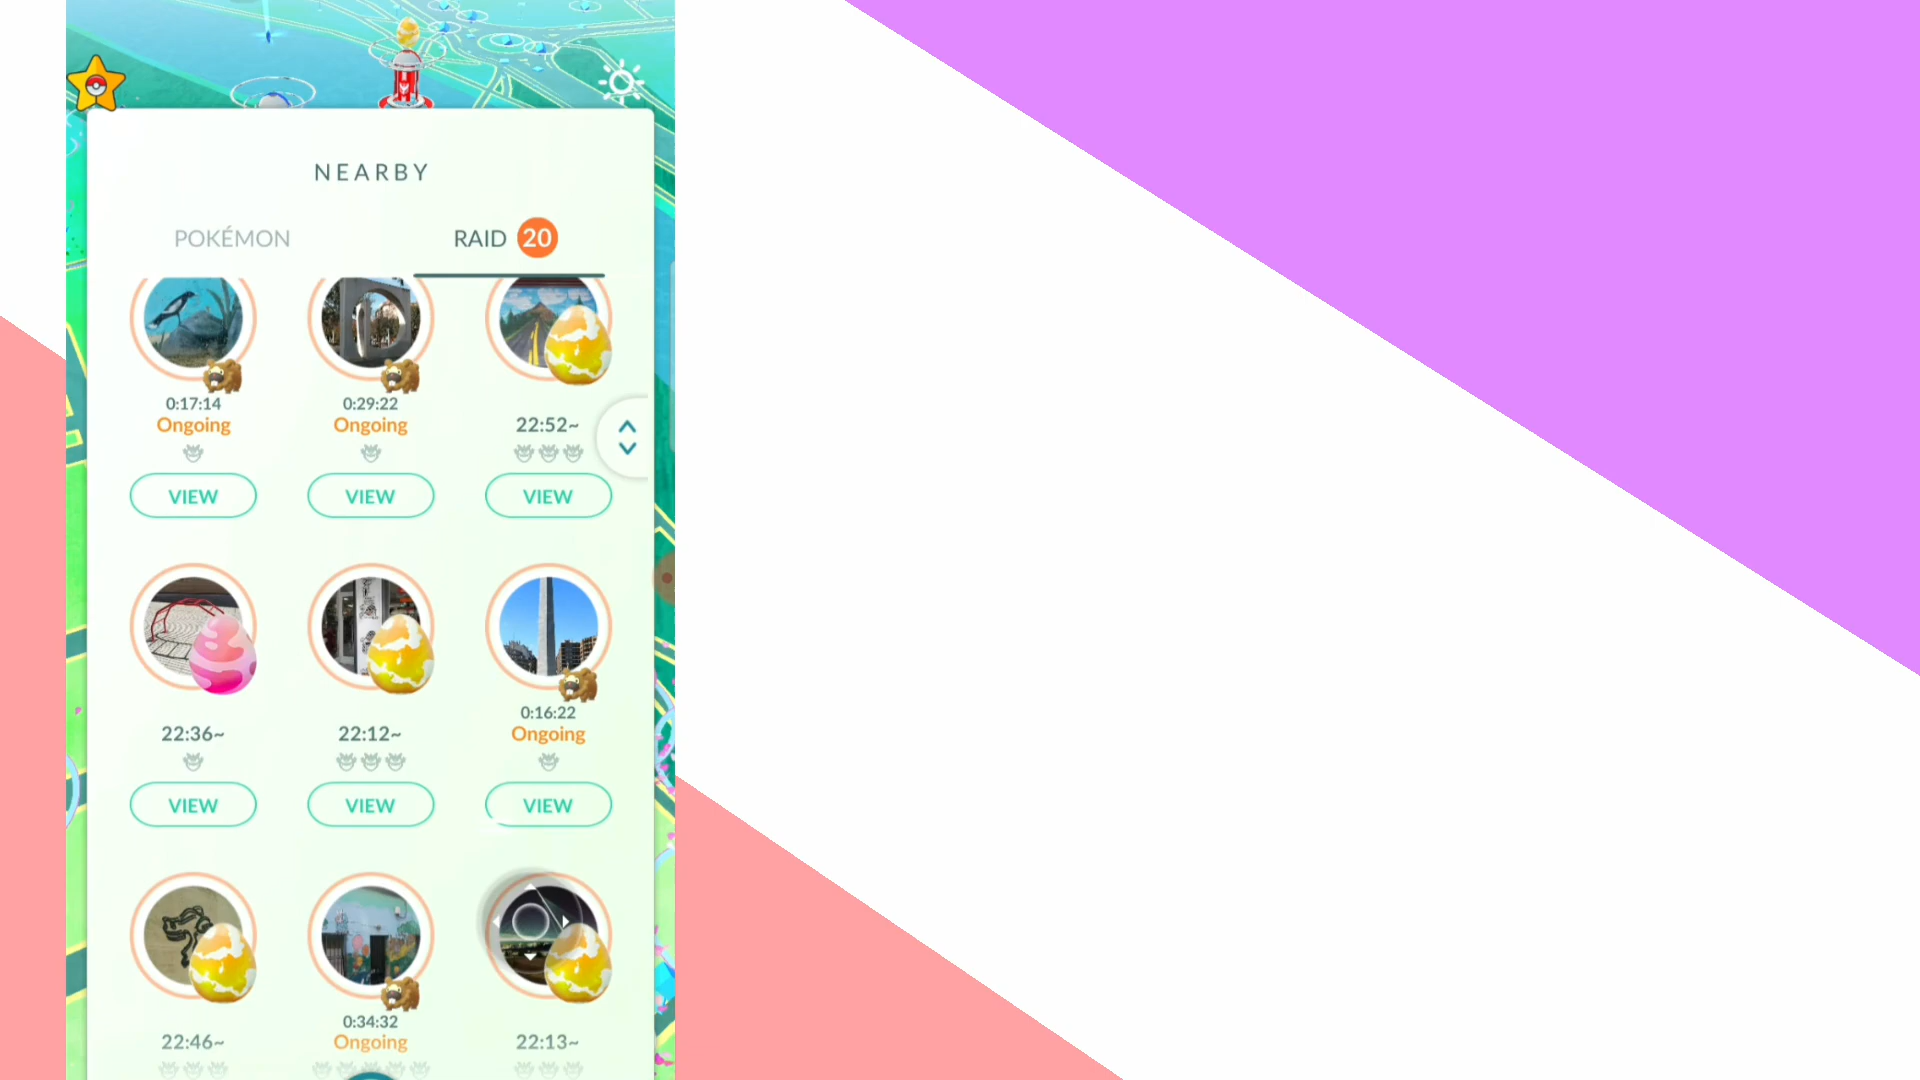 NEARBY
POKÉMON RAID 20
0:17:14 0:29:22
Ongoing Ongoing 22:52~
VIEW VIEW VIEW
22:36~ 22:12~ 0:16:22
Ongoing
VIEW VIEW VIEW
22:46~ 0:34:32 22:13~
Ongoing